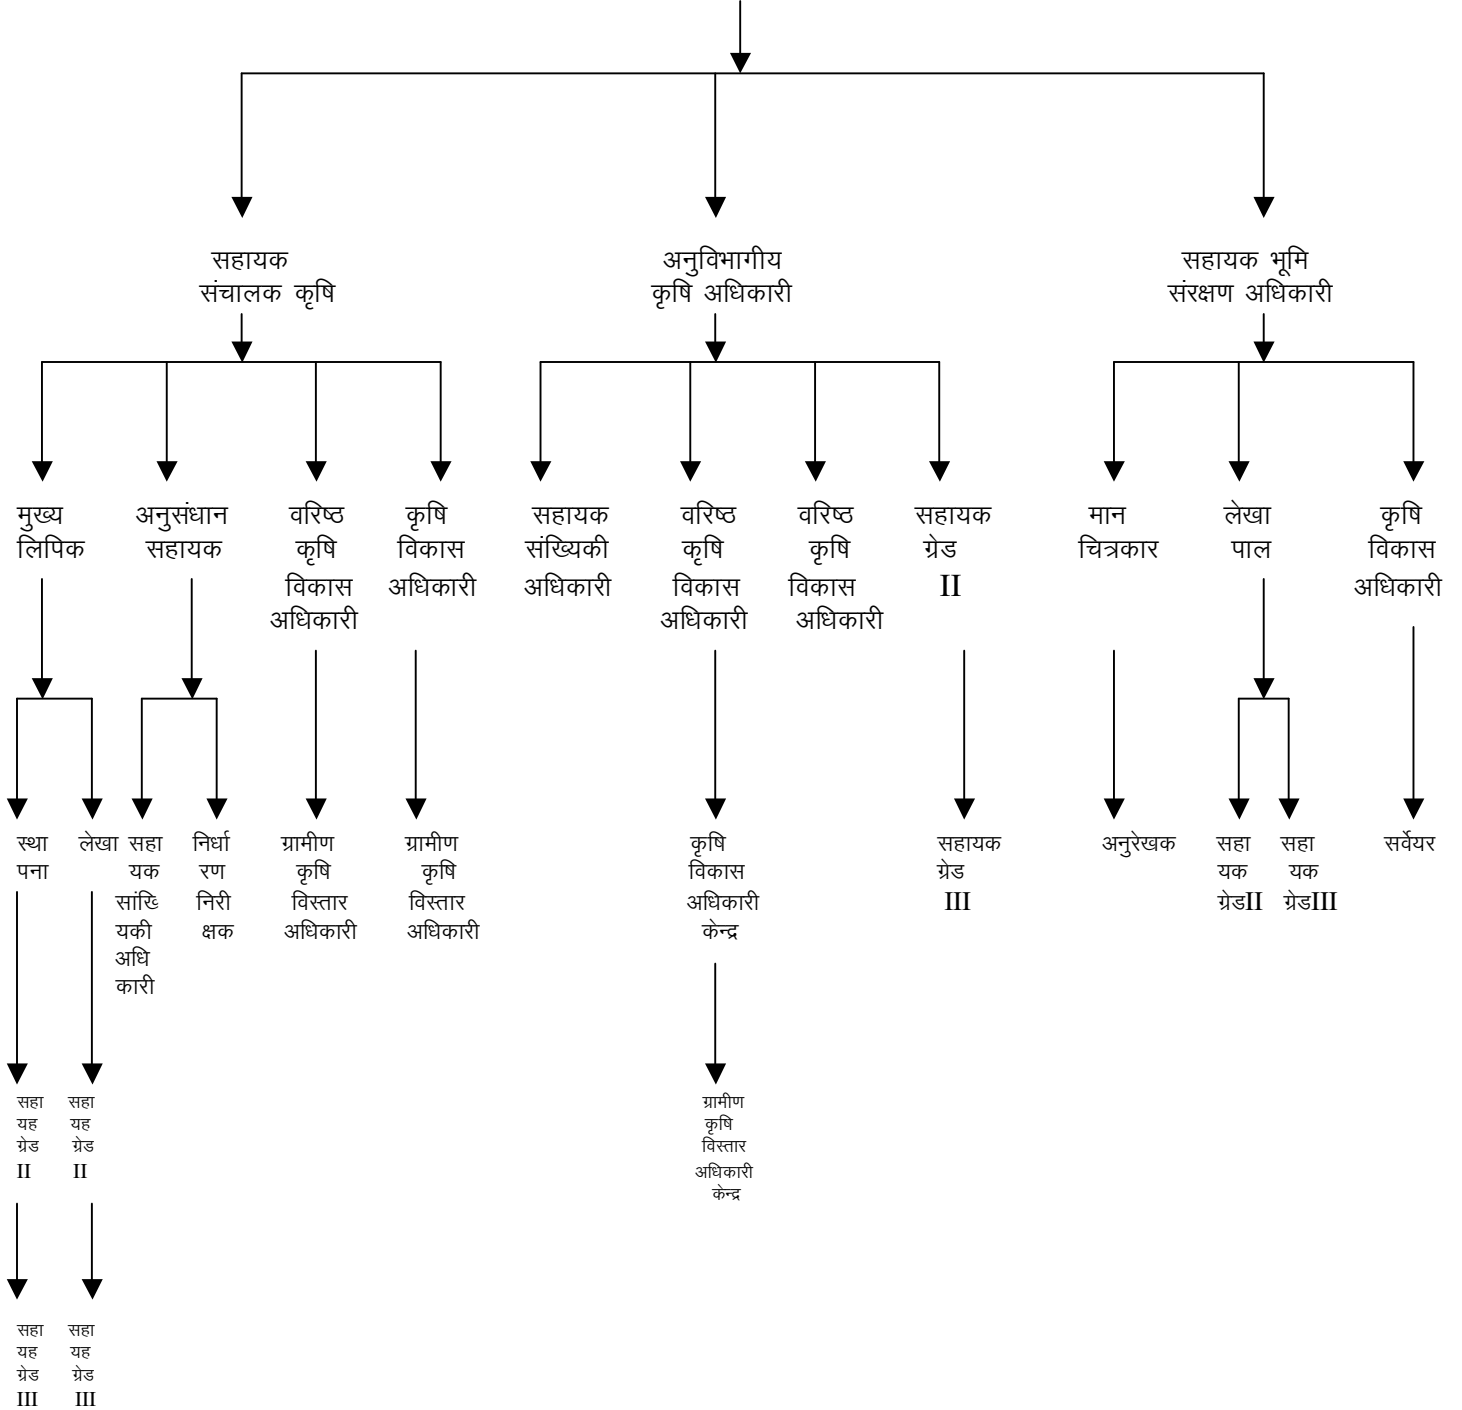 सहायक
संचालक कृषि
अनुविभागीय
कृषि अधिकारी
सहायक भूमि
संरक्षण अधिकारी
मुख्य
लिपिक
अनुसंधान
सहायक
वरिष्ठ
कृषि
विकास
अधिकारी
कृषि
विकास
अधिकारी
सहायक
संख्यिकी
अधिकारी
वरिष्ठ
कृषि
विकास
अधिकारी
वरिष्ठ
कृषि
विकास
अधिकारी
सहायक
ग्रेड
II
मान
चित्रकार
लेखा
पाल
कृषि
विकास
अधिकारी
स्था
पना
लेखा
सहा
यक
सांख्यि
यकी
अधि
कारी
निर्धा
रण
निरी
क्षक
ग्रामीण
कृषि
विस्तार
अधिकारी
ग्रामीण
कृषि
विस्तार
अधिकारी
कृषि
विकास
अधिकारी
केन्द्र
सहायक
ग्रेड
III
अनुरेखक
सहा
यक
ग्रेडII
सहा
यक
ग्रेडIII
सर्वेयर
सहा
यह
ग्रेड
II
सहा
यह
ग्रेड
II
ग्रामीण
कृषि
विस्तार
अधिकारी
केन्द्र
सहा
यह
ग्रेड
III
सहा
यह
ग्रेड
III